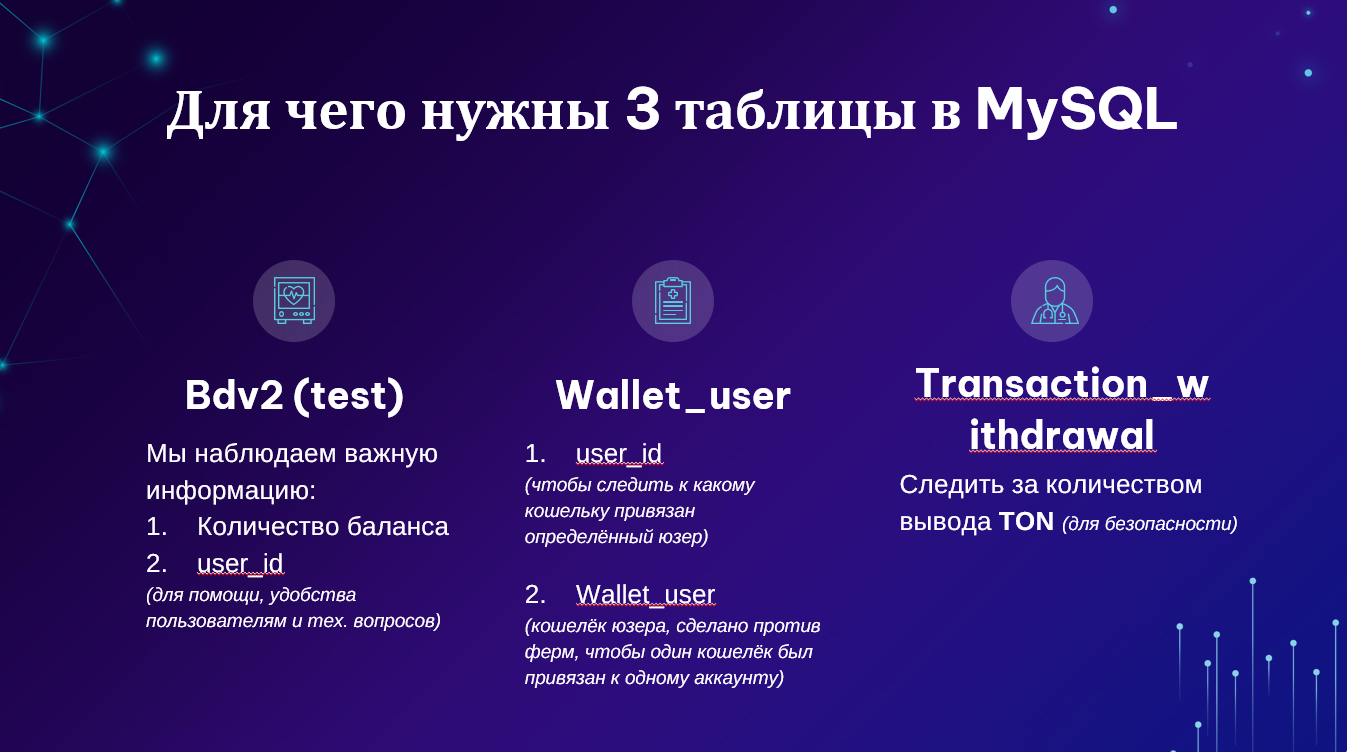 Для чего нужны 3 таблицы в MySQL
Bdv2 (test)
Мы наблюдаем важную
информацию:
1. Количество баланса
2. user_id
(для помощи, удобства
пользователям и тех. вопросов)
Wallet_user
1. user_id
(чтобы следить к какому
кошельку привязан
определённый юзер)
2. Wallet_user
(кошелёк юзера, сделано против
ферм, чтобы один кошелёк был
привязан к одному аккаунту)
Transaction_w
ithdrawal
Следить за количеством
вывода TON (для безопасности)